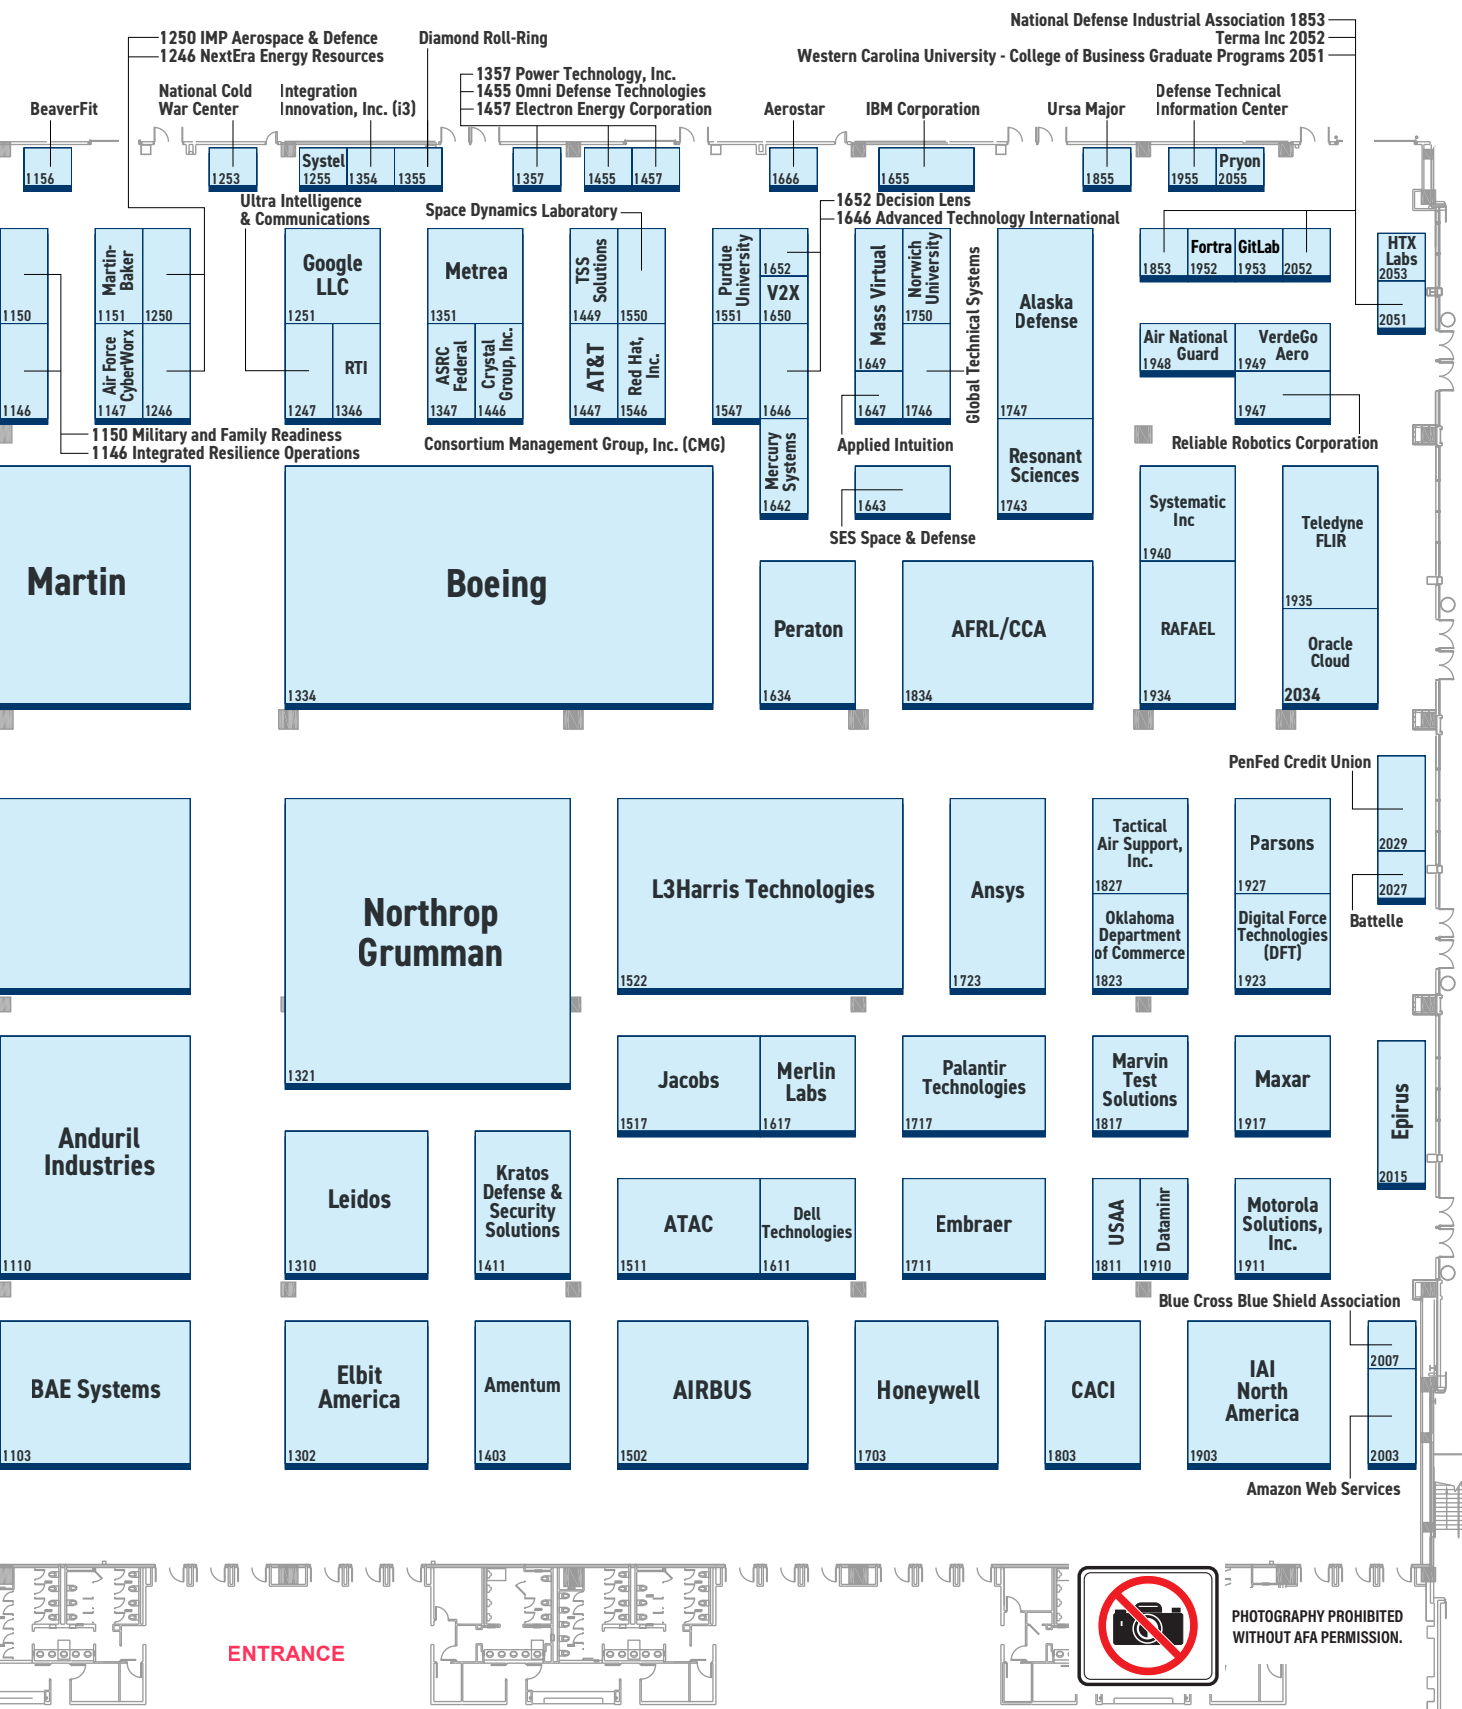 National Defense Industrial Association 1853
Terma Inc 2052
Western Carolina University - College of Business Graduate Programs 2051
1250 IMP Aerospace & Defence
1246 NextEra Energy Resources
Diamond Roll-Ring
1357 Power Technology, Inc.
1455 Omni Defense Technologies
1457 Electron Energy Corporation
BeaverFit
National Cold
War Center
Integration
Innovation, Inc. (i3)
Aerostar
IBM Corporation
Ursa Major
Defense Technical
Information Center
1156
1253
Systel
1255
1354
1355
1357
1455
1457
1666
1655
1855
1955
Pryon
2055
Ultra Intelligence
& Communications
Space Dynamics Laboratory
1652 Decision Lens
1646 Advanced Technology International
1150
Martin-
Baker
1151
1250
Google
LLC
1251
Metrea
1351
TSS
Solutions
1449
1550
Purdue
University
1551
1652
V2X
1650
Mass Virtual
1649
Norwich
University
1750
Global Technical Systems
Alaska
Defense
1747
1853
Fortra
1952
GitLab
1953
2052
HTX
Labs
2053
2051
1146
Air Force
CyberWorx
1147
1246
1247
RTI
1346
ASRC
Federal
1347
Crystal
Group, Inc.
1446
AT&T
1447
Red Hat,
Inc.
1546
1547
1646
1647
1746
Air National
Guard
1948
VerdeGo
Aero
1949
1947
1150 Military and Family Readiness
1146 Integrated Resilience Operations
Consortium Management Group, Inc. (CMG)
Mercury
Systems
1642
Applied Intuition
1643
SES Space & Defense
Resonant
Sciences
1743
Reliable Robotics Corporation
Martin
Boeing
1334
Peraton
1634
AFRL/CCA
1834
Systematic
Inc
1940
RAFAEL
1934
Teledyne
FLIR
1935
Oracle
Cloud
2034
PenFed Credit Union
2029
2027
Battelle
Northrop
Grumman
1321
L3Harris Technologies
1522
Ansys
1723
Tactical
Air Support,
Inc.
1827
Oklahoma
Department
of Commerce
1823
Parsons
1927
Digital Force
Technologies
(DFT)
1923
Anduril
Industries
1110
Jacobs
1517
Merlin
Labs
1617
Palantir
Technologies
1717
Marvin
Test
Solutions
1817
Maxar
1917
Epirus
2015
Leidos
1310
Kratos
Defense &
Security
Solutions
1411
ATAC
1511
Dell
Technologies
1611
Embraer
1711
USAA
1811
Dataminr
1910
Motorola
Solutions,
Inc.
1911
Blue Cross Blue Shield Association
2007
BAE Systems
1103
Elbit
America
1302
Amentum
1403
AIRBUS
1502
Honeywell
1703
CACI
1803
IAI
North
America
1903
2003
Amazon Web Services
ENTRANCE
PHOTOGRAPHY PROHIBITED
WITHOUT AFA PERMISSION.